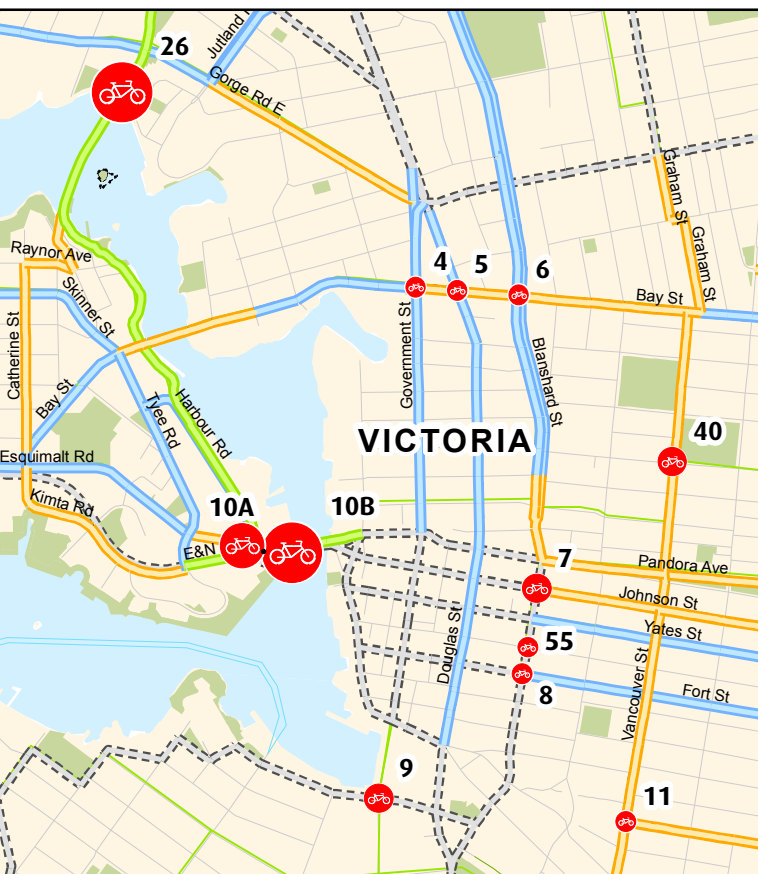 26
Jutland
Gorge Rd E
Graham St
Graham St
Raynor Ave
4
5
6
Skinner St
Bay St
Catherine St
Government St
Blanshard St
Bay St
Tyee Rd
Harbour Rd
VICTORIA
40
Esquimalt Rd
Kimta Rd
10A
10B
E&N
7
Pandora Ave
Johnson St
Yates St
Douglas St
55
8
Vancouver St
Fort St
9
11